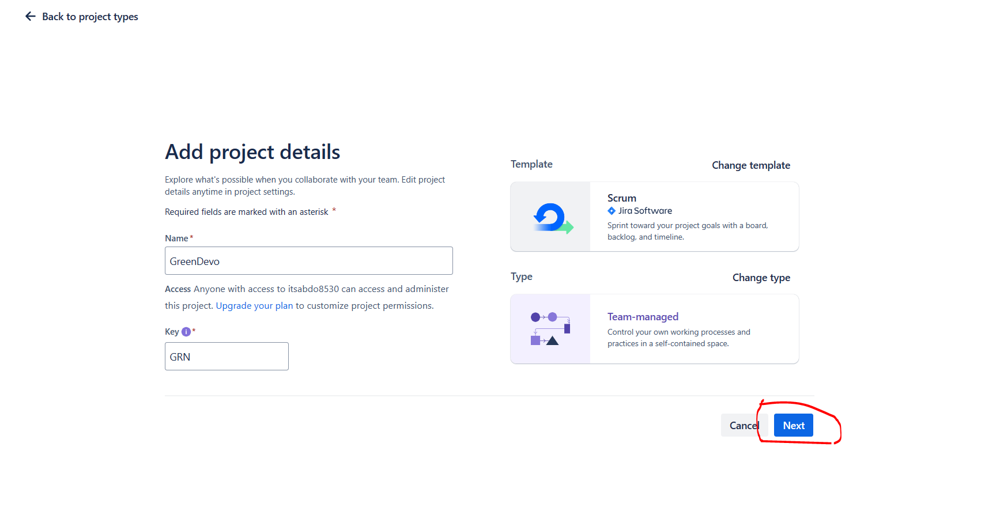 Back to project types
Add project details
Explore what's possible when you collaborate with your team. Edit project
details anytime in project settings.
Required fields are marked with an asterisk *
Name *
GreenDevo
Access Anyone with access to itsabdo8530 can access and administer
this project. Upgrade your plan to customize project permissions.
Key i *
GRN
Template
Change template
Scrum
Jira Software
Sprint toward your project goals with a board,
backlog, and timeline.
Type
Change type
Team-managed
Control your own working processes and
practices in a self-contained space.
Cancel
Next